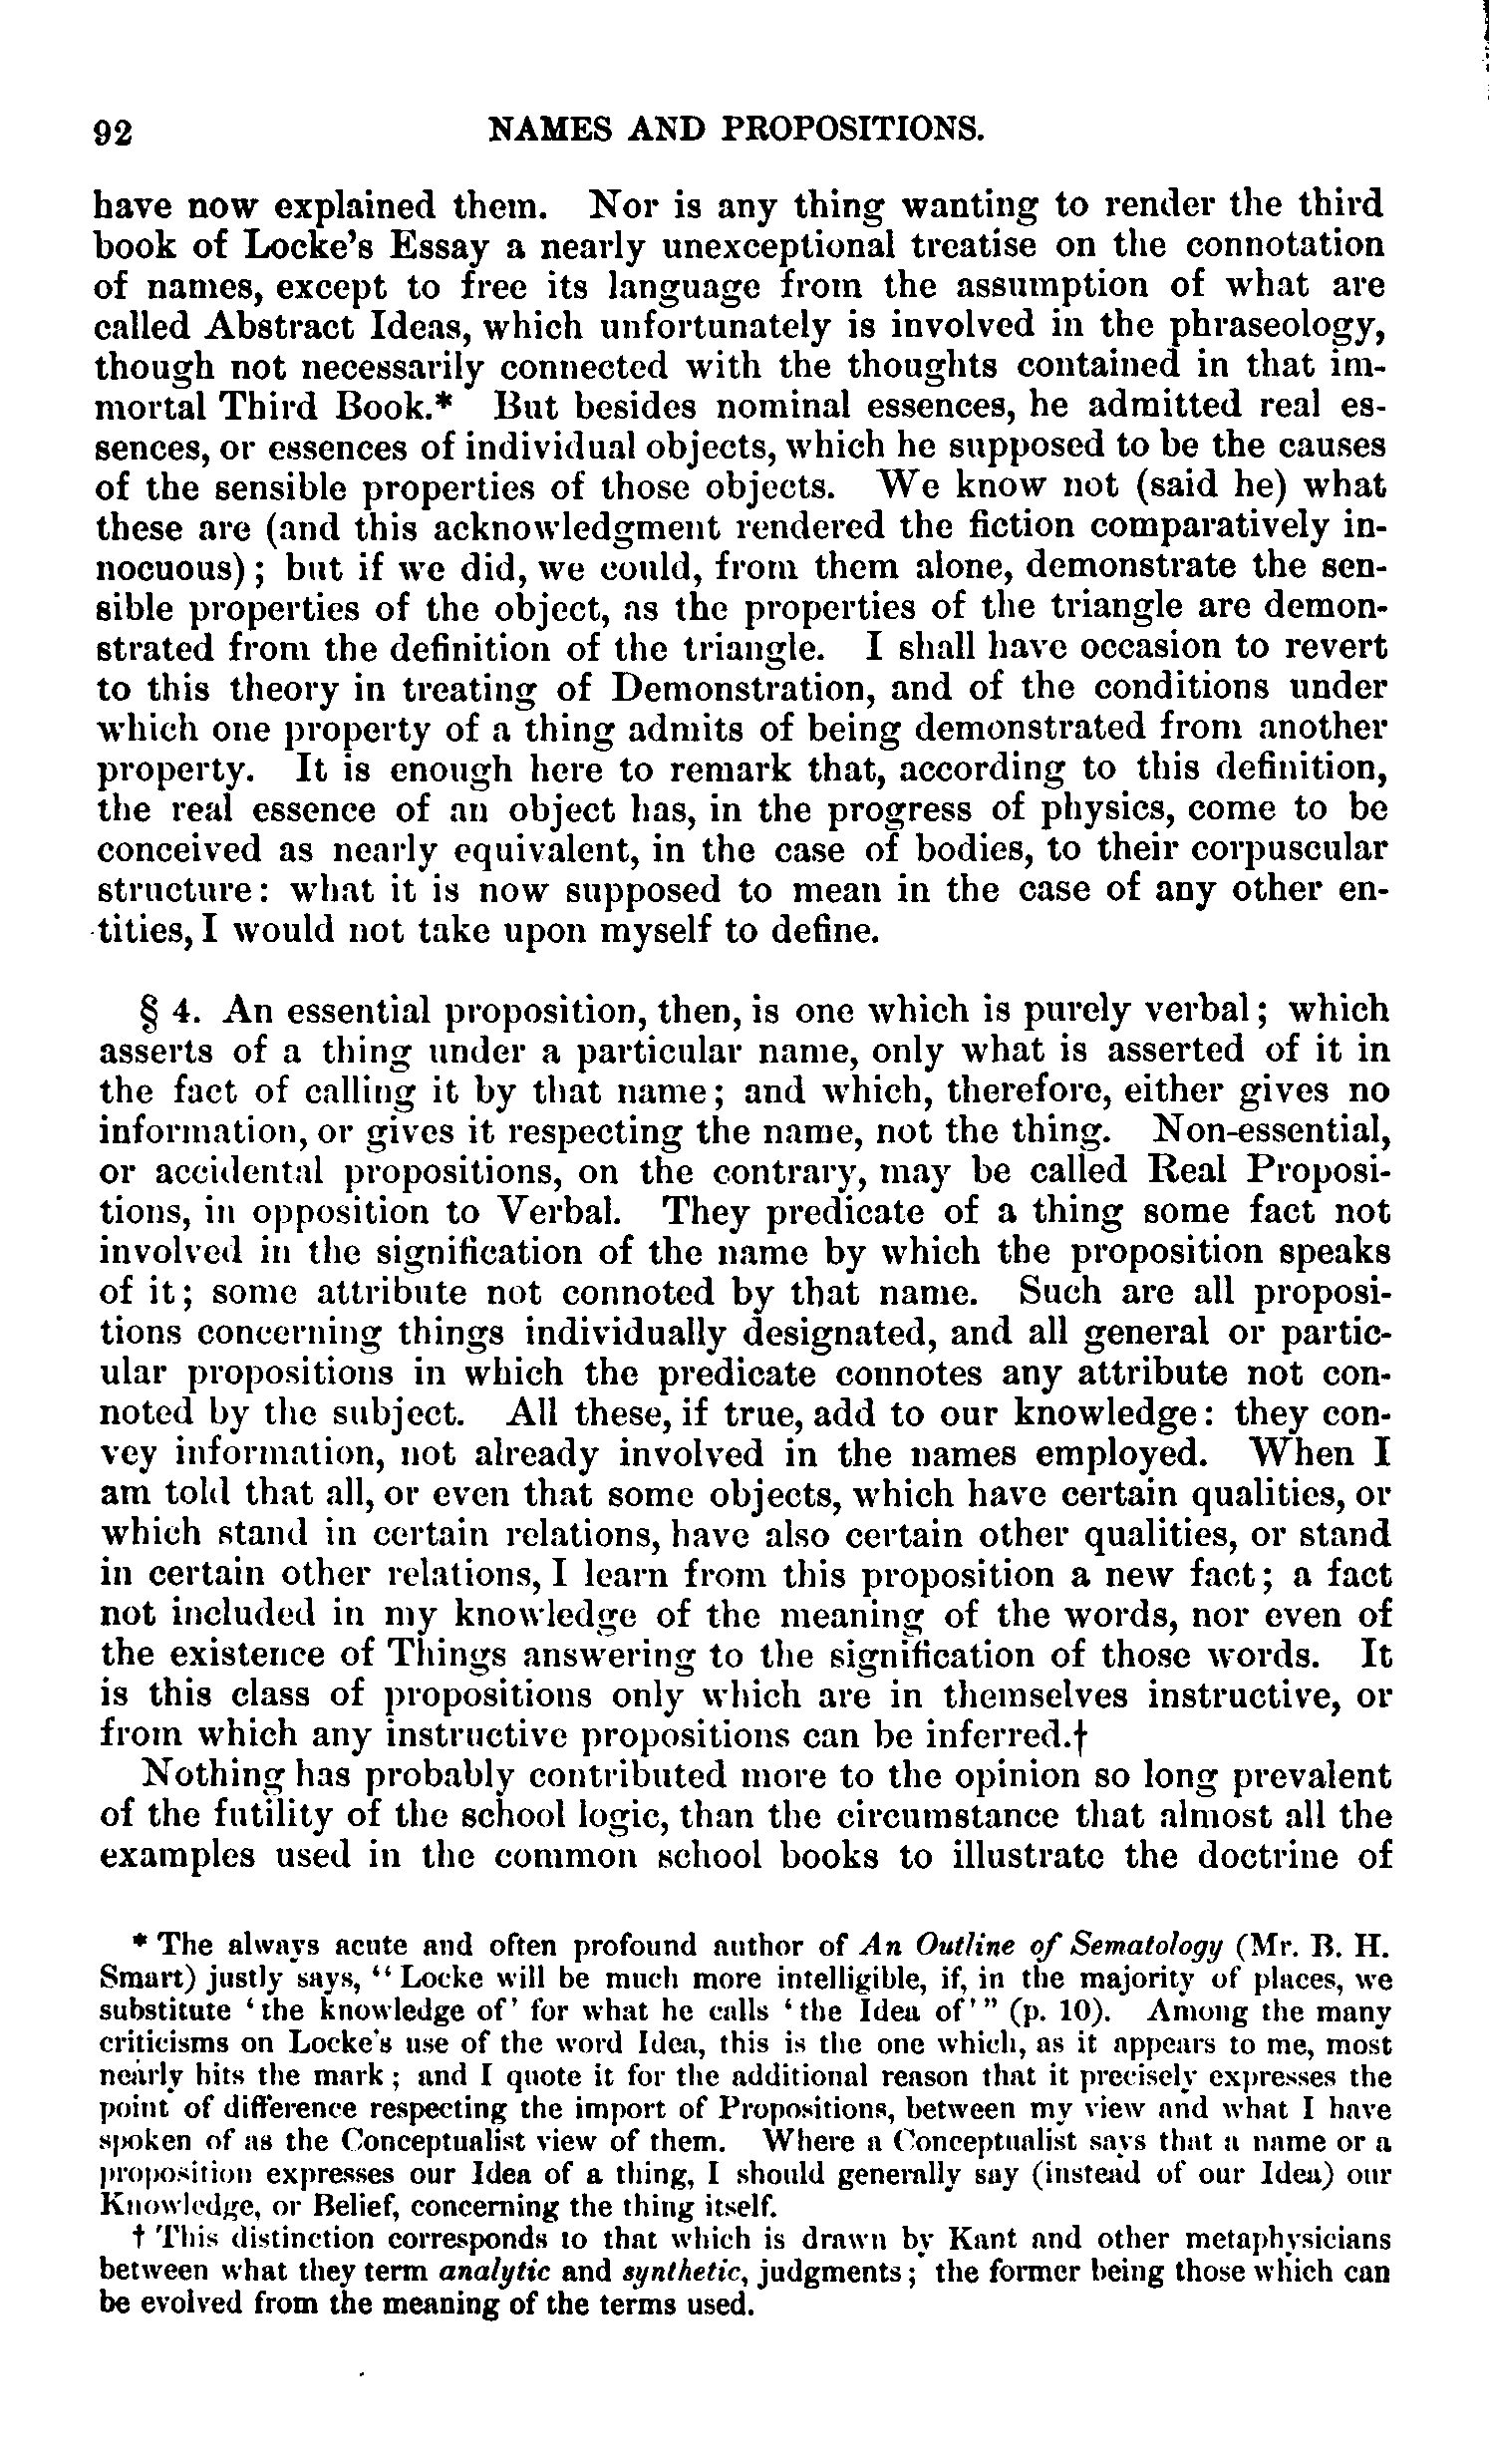 92 NAMES AND PROPOSITIONS.
have now explained them. Nor is any thing wanting to render the third
book of Locke's Essay a nearly unexceptional treatise on the connotation
of names, except to free its language from the assumption of what are
called Abstract Ideas, which unfortunately is involved in the phraseology,
though not necessarily connected with the thoughts contained in that im-
mortal Third Book.* But besides nominal essences, he admitted real es-
sences, or essences of individual objects, which he supposed to be the causes
of the sensible properties of those objects. We know not (said he) what
these are (and this acknowledgment rendered the fiction comparatively in-
nocuous); but if we did, we could, from them alone, demonstrate the sen-
sible properties of the object, as the properties of the triangle are demon-
strated from the definition of the triangle. I shall have occasion to revert
to this theory in treating of Demonstration, and of the conditions under
which one property of a thing admits of being demonstrated from another
property. It is enough here to remark that, according to this definition,
the real essence of an object has, in the progress of physics, come to be
conceived as nearly equivalent, in the case of bodies, to their corpuscular
structure: what it is now supposed to mean in the case of any other en-
tities, I would not take upon myself to define.
§ 4. An essential proposition, then, is one which is purely verbal; which
asserts of a thing under a particular name, only what is asserted of it in
the fact of calling it by that name; and which, therefore, either gives no
information, or gives it respecting the name, not the thing. Non-essential,
or accidental propositions, on the contrary, may be called Real Proposi-
tions, in opposition to Verbal. They predicate of a thing some fact not
involved in the signification of the name by which the proposition speaks
of it; some attribute not connoted by that name. Such are all proposi-
tions concerning things individually designated, and all general or partic-
ular propositions in which the predicate connotes any attribute not con-
noted by the subject. All these, if true, add to our knowledge: they con-
vey information, not already involved in the names employed. When I
am told that all, or even that some objects, which have certain qualities, or
which stand in certain relations, have also certain other qualities, or stand
in certain other relations, I learn from this proposition a new fact; a fact
not included in my knowledge of the meaning of the words, nor even of
the existence of Things answering to the signification of those words. It
is this class of propositions only which are in themselves instructive, or
from which any instructive propositions can be inferred.†
Nothing has probably contributed more to the opinion so long prevalent
of the futility of the school logic, than the circumstance that almost all the
examples used in the common school books to illustrate the doctrine of
* The always acute and often profound author of An Outline of Sematology (Mr. B. H.
Smart) justly says, "Locke will be much more intelligible, if, in the majority of places, we
substitute 'the knowledge of' for what he calls 'the Idea of'" (p. 10). Among the many
criticisms on Locke's use of the word Idea, this is the one which, as it appears to me, most
nearly hits the mark; and I quote it for the additional reason that it precisely expresses the
point of difference respecting the import of Propositions, between my view and what I have
spoken of as the Conceptualist view of them. Where a Conceptualist says that a name or a
proposition expresses our Idea of a thing, I should generally say (instead of our Idea) our
Knowledge, or Belief, concerning the thing itself.
† This distinction corresponds to that which is drawn by Kant and other metaphysicians
between what they term analytic and synthetic, judgments; the former being those which can
be evolved from the meaning of the terms used.